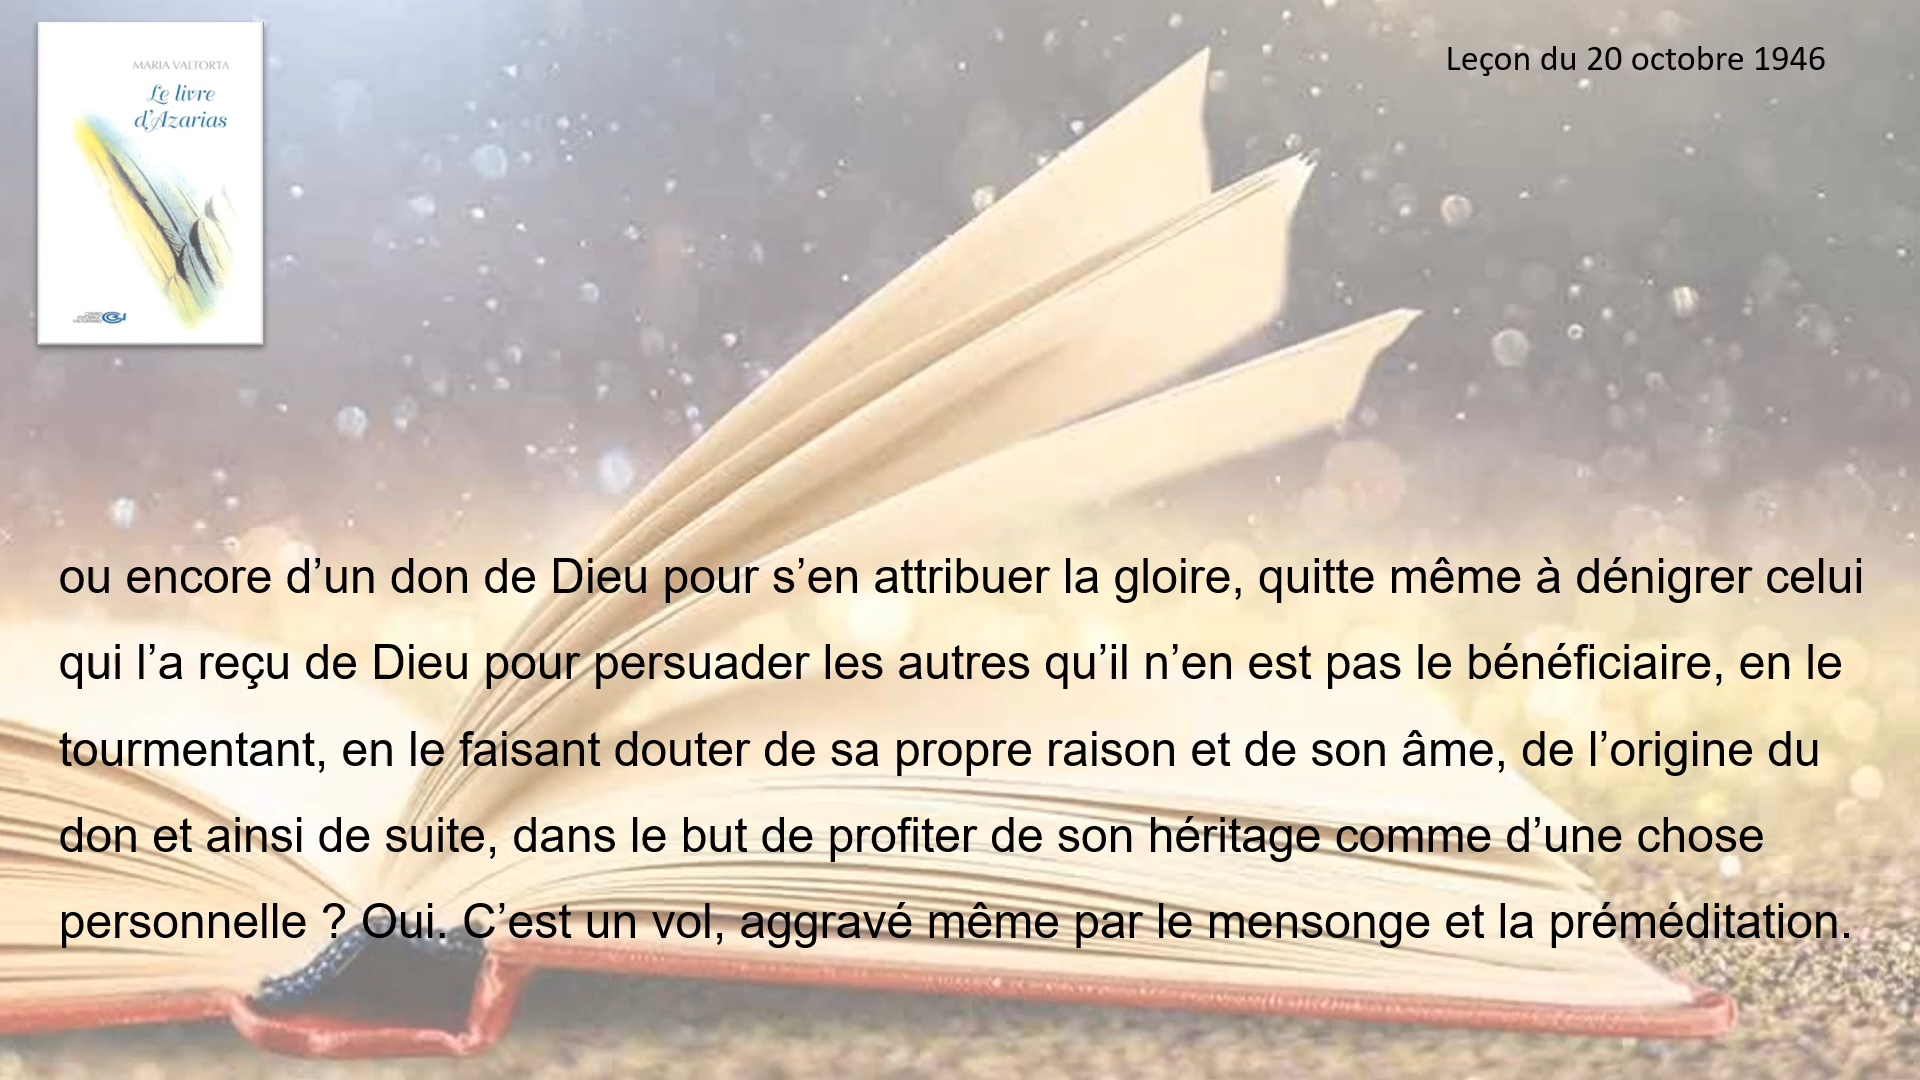 MARIA VALTORTA
Le livre
d'Azarias
CENTRO
EDITORIALE
VALTORTIANO
Leçon du 20 octobre 1946
ou encore d’un don de Dieu pour s’en attribuer la gloire, quitte même à dénigrer celui
qui l’a reçu de Dieu pour persuader les autres qu’il n’en est pas le bénéficiaire, en le
tourmentant, en le faisant douter de sa propre raison et de son âme, de l’origine du
don et ainsi de suite, dans le but de profiter de son héritage comme d’une chose
personnelle ? Oui. C’est un vol, aggravé même par le mensonge et la préméditation.